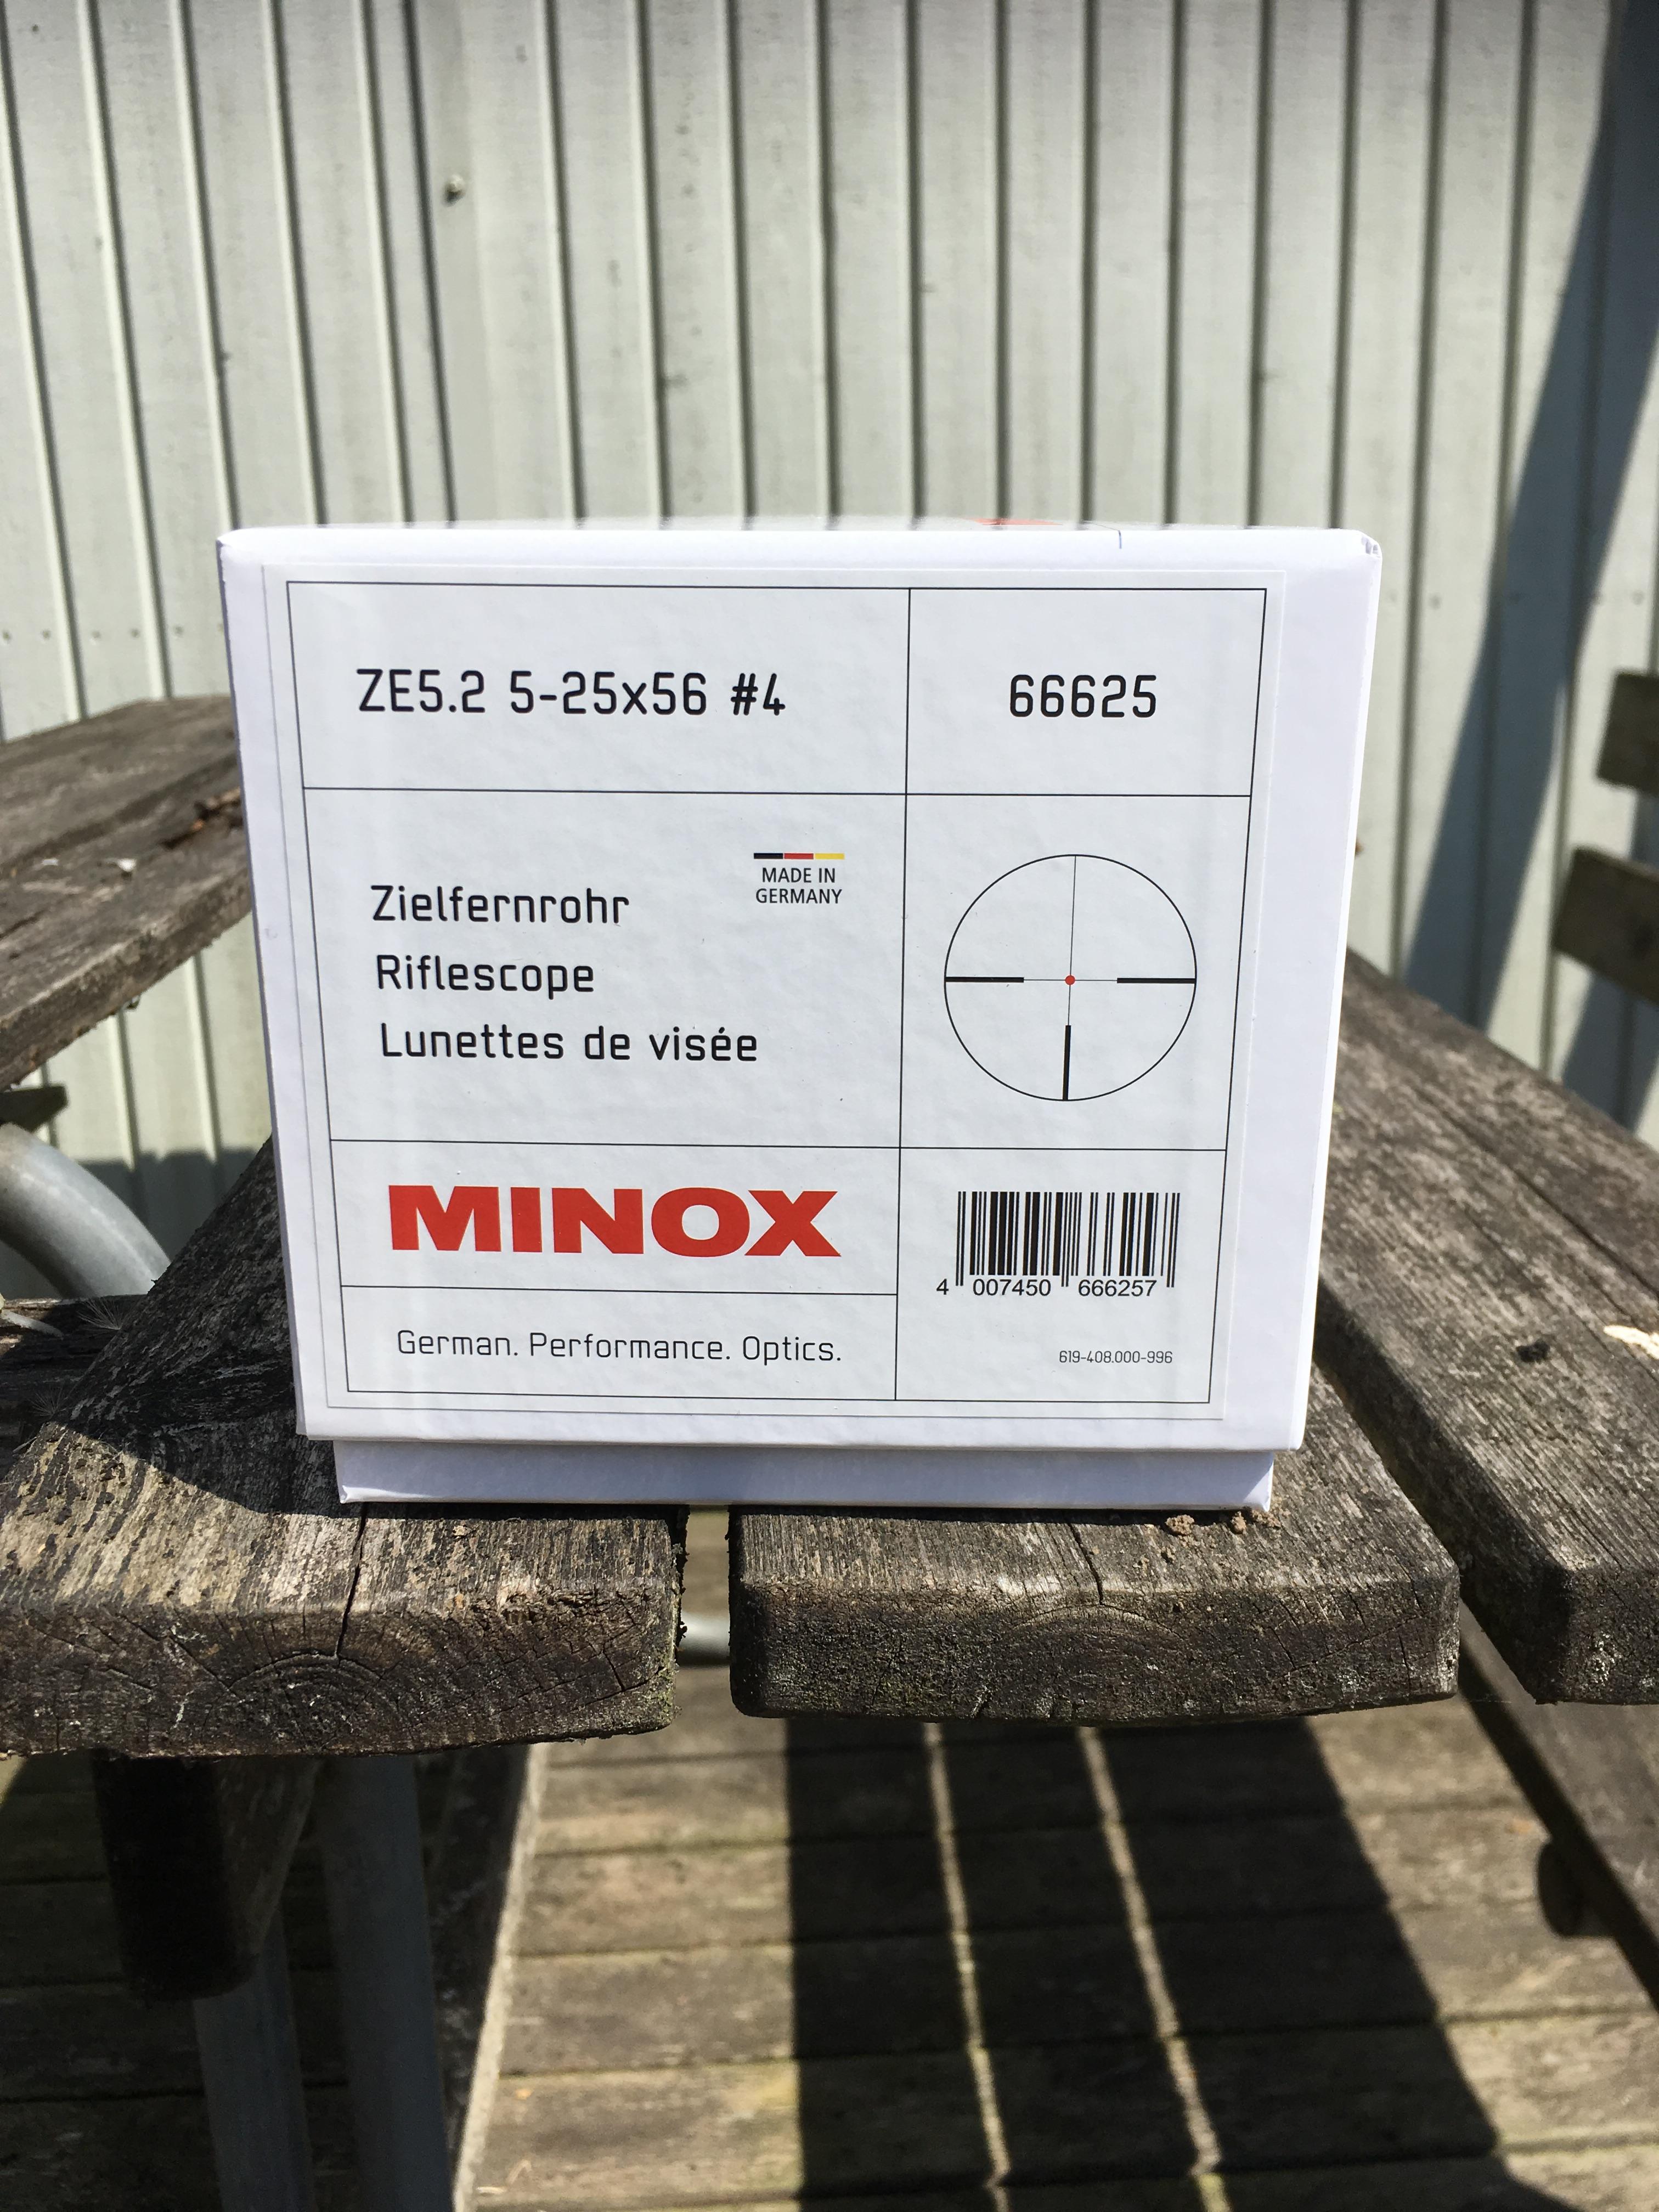 ZE5.2 5-25x56 #4
66625
MADE IN
GERMANY
Zielfernrohr
Riflescope
Lunettes de visée
MINOX
4 007450 666257
German. Performance. Optics.
619-408.000-996